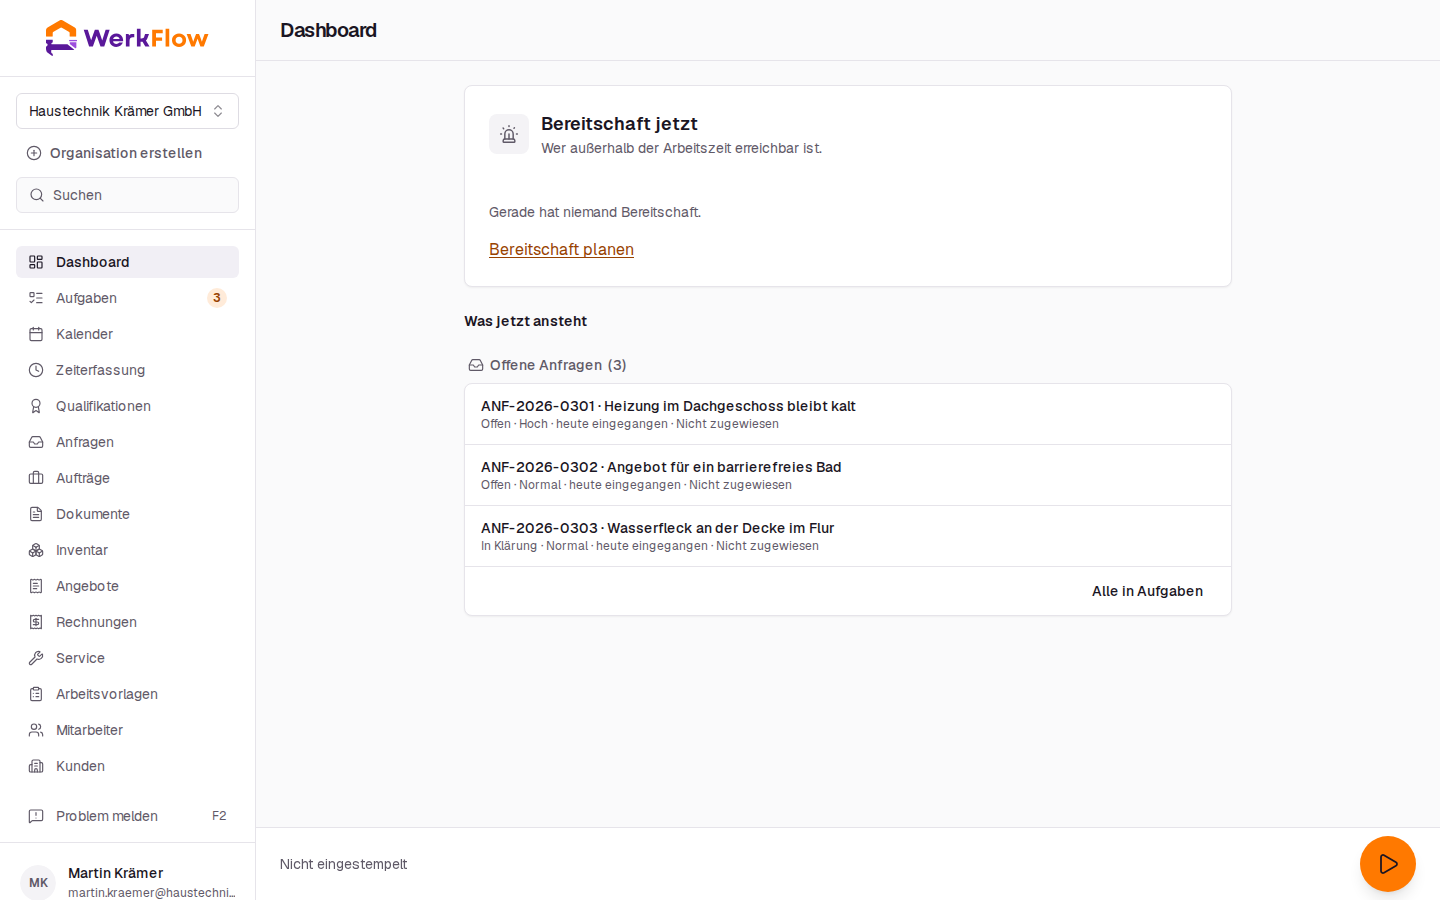 WerkFlow
Haustechnik Krämer GmbH
Organisation erstellen
Suchen
Dashboard
Aufgaben 3
Kalender
Zeiterfassung
Qualifikationen
Anfragen
Aufträge
Dokumente
Inventar
Angebote
Rechnungen
Service
Arbeitsvorlagen
Mitarbeiter
Kunden
Problem melden F2
MK
Martin Krämer
martin.kraemer@haustechni...
Dashboard
Bereitschaft jetzt
Wer außerhalb der Arbeitszeit erreichbar ist.
Gerade hat niemand Bereitschaft.
Bereitschaft planen
Was jetzt ansteht
Offene Anfragen (3)
ANF-2026-0301 · Heizung im Dachgeschoss bleibt kalt
Offen · Hoch · heute eingegangen · Nicht zugewiesen
ANF-2026-0302 · Angebot für ein barrierefreies Bad
Offen · Normal · heute eingegangen · Nicht zugewiesen
ANF-2026-0303 · Wasserfleck an der Decke im Flur
In Klärung · Normal · heute eingegangen · Nicht zugewiesen
Alle in Aufgaben
Nicht eingestempelt